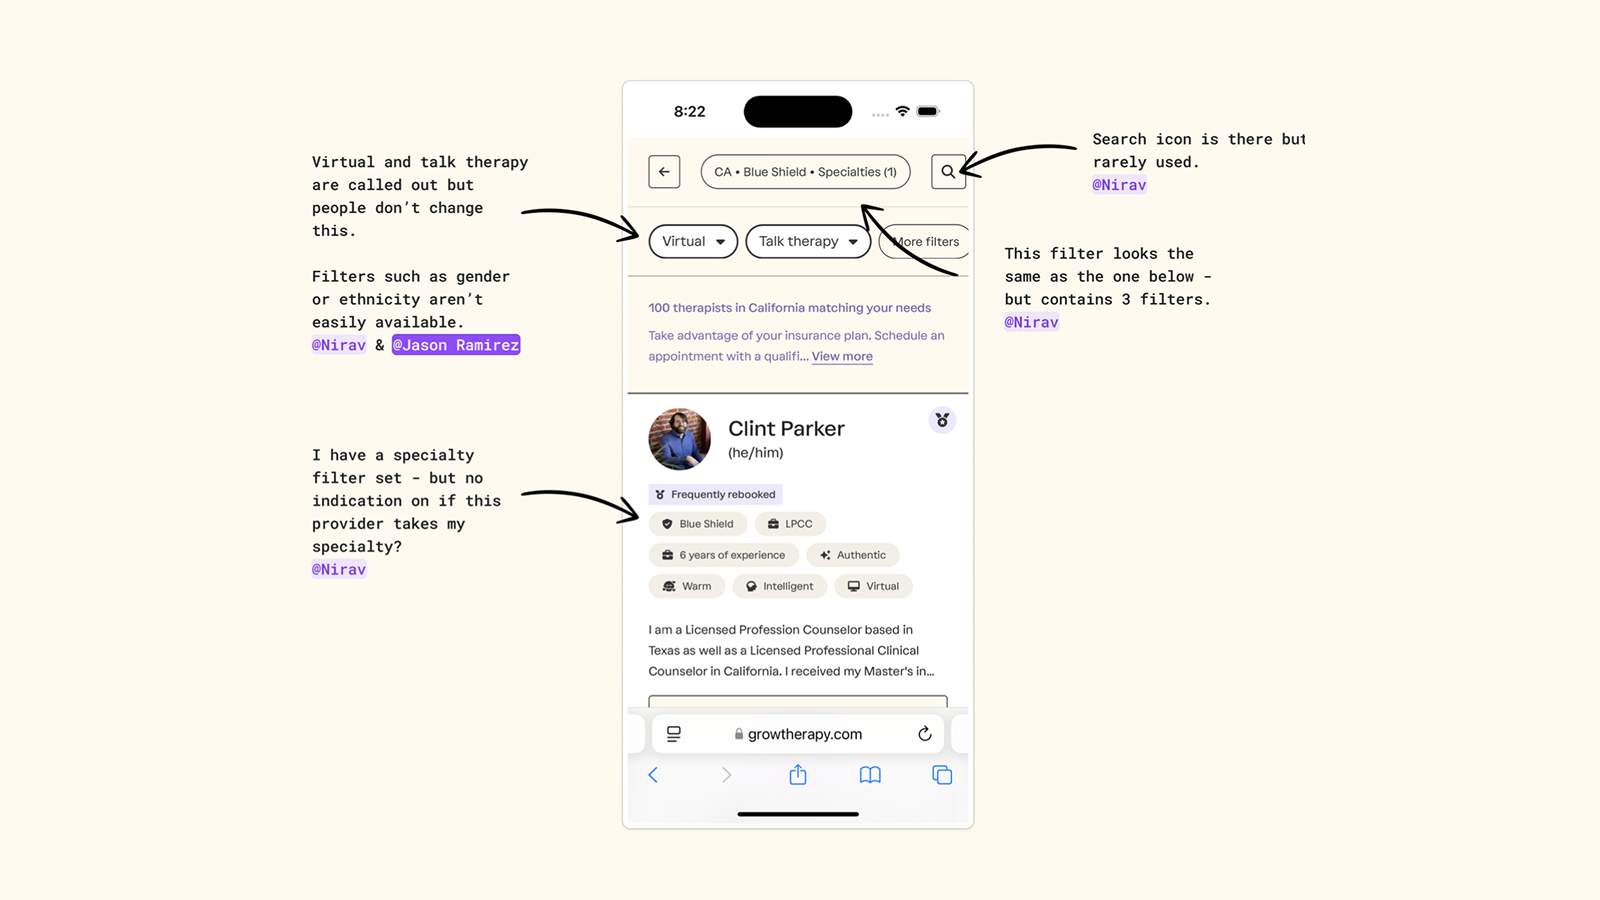 Virtual and talk therapy
are called out but
people don't change
this.
Filters such as gender
or ethnicity aren't
easily available.
@Nirav & @Jason Ramirez
I have a specialty
filter set - but no
indication on if this
provider takes my
specialty?
@Nirav
8:22
CA • Blue Shield • Specialties (1)
Virtual
Talk therapy
More filters
100 therapists in California matching your needs
Take advantage of your insurance plan. Schedule an
appointment with a qualifi... View more
Clint Parker
(he/him)
Frequently rebooked
Blue Shield
LPCC
6 years of experience
Authentic
Warm
Intelligent
Virtual
I am a Licensed Profession Counselor based in
Texas as well as a Licensed Professional Clinical
Counselor in California. I received my Master's in...
growtherapy.com
Search icon is there but
rarely used.
@Nirav
This filter looks the
same as the one below -
but contains 3 filters.
@Nirav